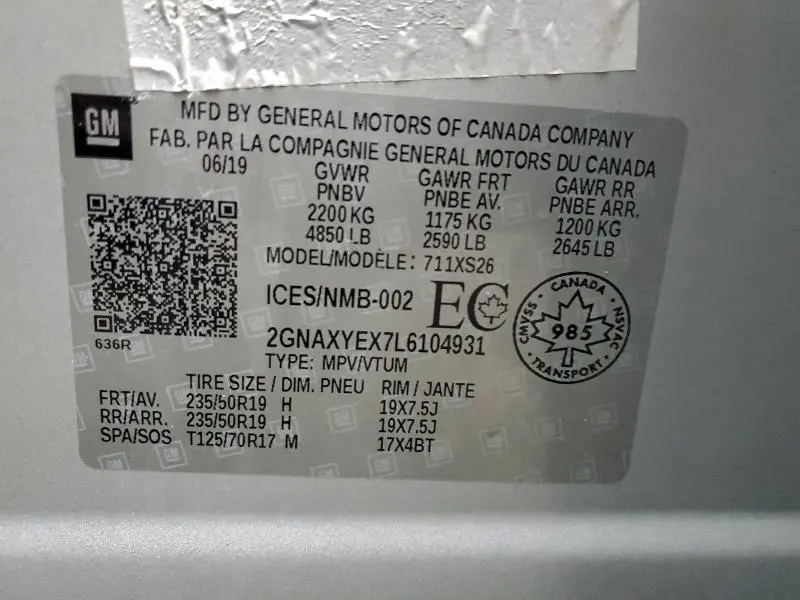 GM
MFD BY GENERAL MOTORS OF CANADA COMPANY
FAB. PAR LA COMPAGNIE GENERAL MOTORS DU CANADA
06/19 GVWR GAWR FRT GAWR RR
PNBV PNBE AV. PNBE ARR.
2200 KG 1175 KG 1200 KG
4850 LB 2590 LB 2645 LB
MODEL/MODÈLE: 711XS26
ICES/NMB-002 EC
CANADA
CMVSS 985 NSVAC
TRANSPORT
636R
2GNAXYEX7L6104931
TYPE: MPV/VTUM
TIRE SIZE / DIM. PNEU RIM / JANTE
FRT/AV. 235/50R19 H 19X7.5J
RR/ARR. 235/50R19 H 19X7.5J
SPA/SOS T125/70R17 M 17X4BT